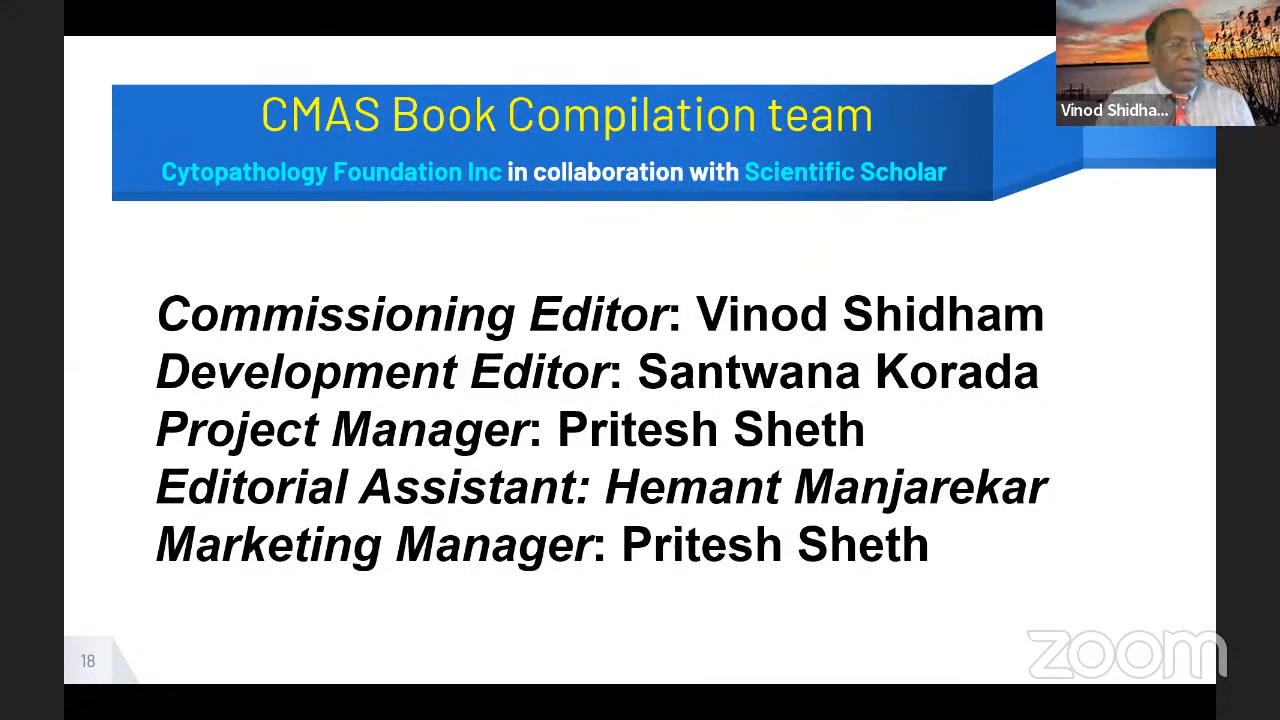 CMAS Book Compilation team
Cytopathology Foundation Inc in collaboration with Scientific Scholar
Vinod Shidha...
Commissioning Editor: Vinod Shidham
Development Editor: Santwana Korada
Project Manager: Pritesh Sheth
Editorial Assistant: Hemant Manjarekar
Marketing Manager: Pritesh Sheth
18
zoom